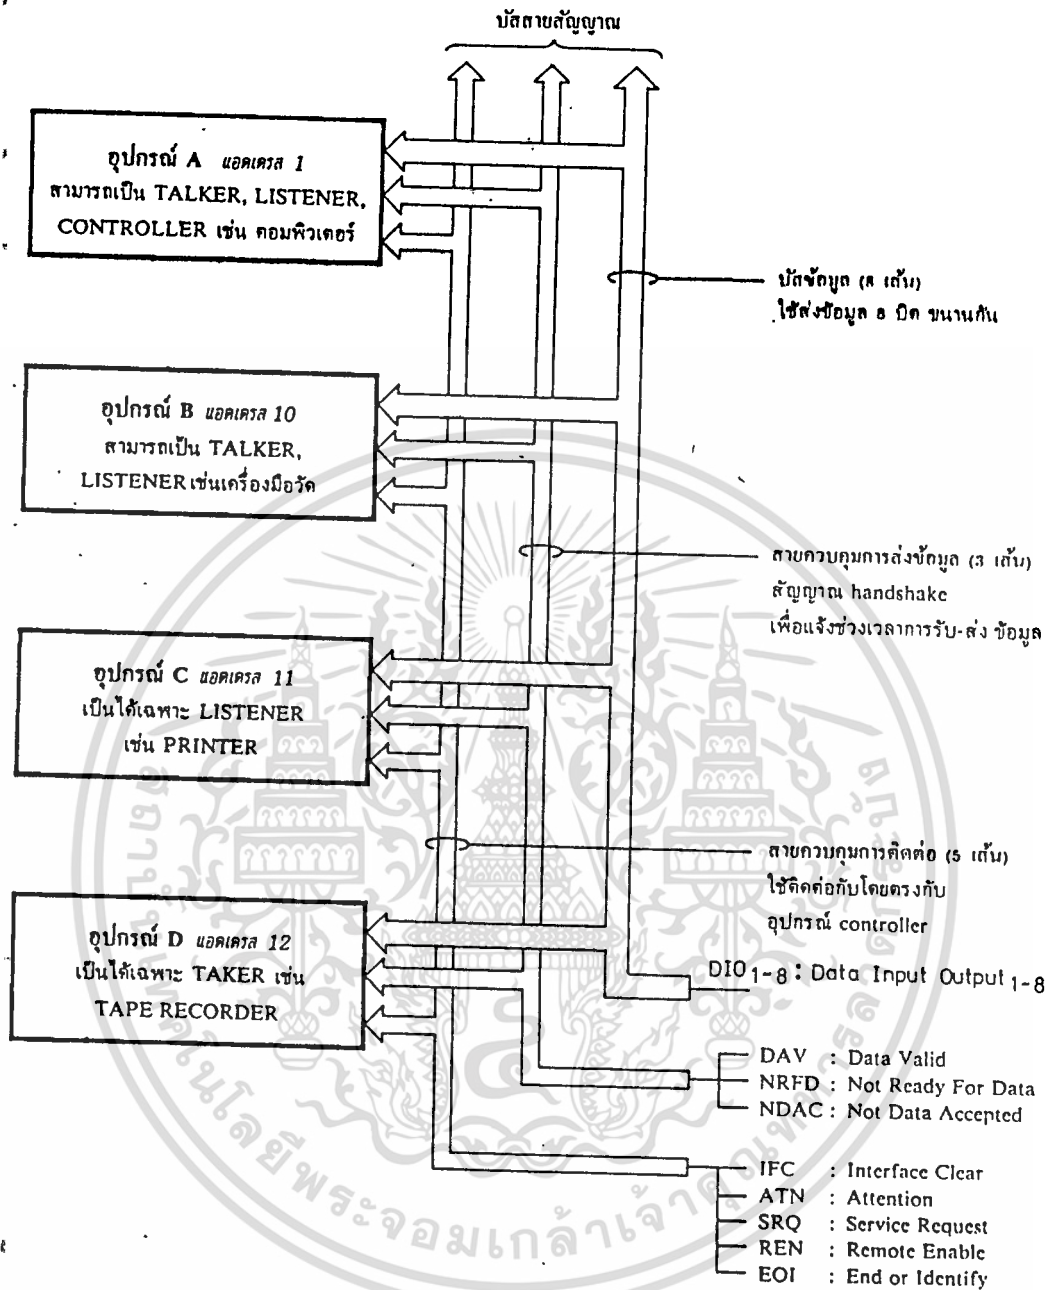 บัสสายสัญญาณ
อุปกรณ์ A แอดเดรส 1
สามารถเป็น TALKER, LISTENER,
CONTROLLER เช่น คอมพิวเตอร์
บัสข้อมูล (8 เส้น)
ใช้ส่งข้อมูล 8 บิต ขนานกัน
อุปกรณ์ B แอดเดรส 10
สามารถเป็น TALKER,
LISTENER เช่นเครื่องมือวัด
สายควบคุมการส่งข้อมูล (3 เส้น)
สัญญาณ handshake
เพื่อแจ้งช่วงเวลาการรับ-ส่ง ข้อมูล
อุปกรณ์ C แอดเดรส 11
เป็นได้เฉพาะ LISTENER
เช่น PRINTER
สายควบคุมการติดต่อ (5 เส้น)
ใช้ติดต่อกับโดยตรงกับ
อุปกรณ์ controller
อุปกรณ์ D แอดเดรส 12
เป็นได้เฉพาะ TAKER เช่น
TAPE RECORDER
DIO 1-8 : Data Input Output 1-8
DAV : Data Valid
NRFD : Not Ready For Data
NDAC : Not Data Accepted
IFC : Interface Clear
ATN : Attention
SRQ : Service Request
REN : Remote Enable
EOI : End or Identify